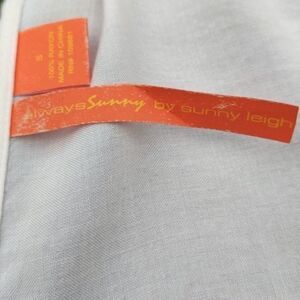 S
100% RAYON
MADE IN CHINA
always Sunny by sunny leigh